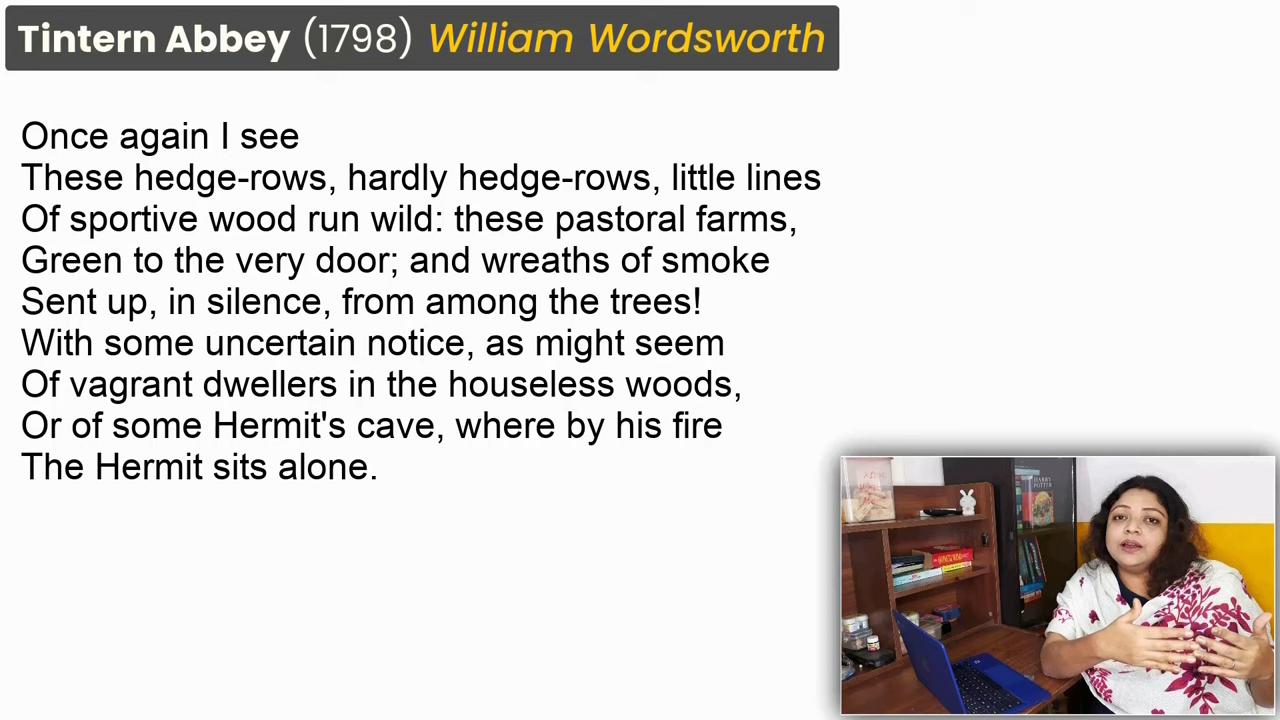 Tintern Abbey (1798) William Wordsworth
Once again I see
These hedge-rows, hardly hedge-rows, little lines
Of sportive wood run wild: these pastoral farms,
Green to the very door; and wreaths of smoke
Sent up, in silence, from among the trees!
With some uncertain notice, as might seem
Of vagrant dwellers in the houseless woods,
Or of some Hermit's cave, where by his fire
The Hermit sits alone.
HARRY
POTTER